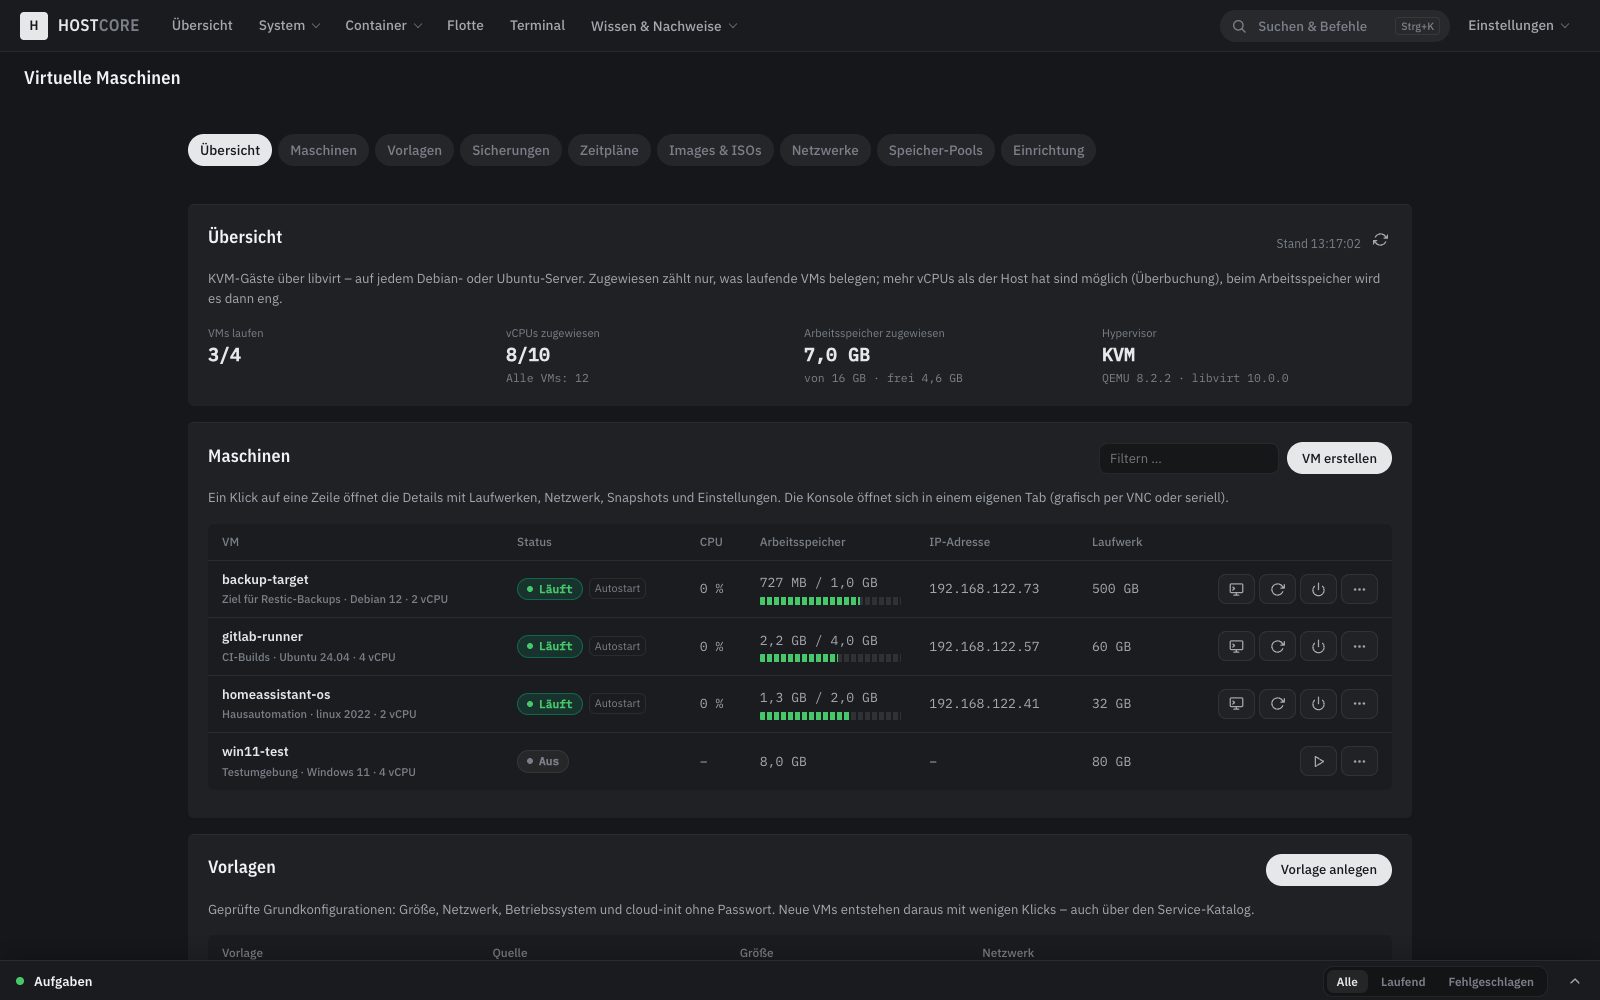 H HOSTCORE Übersicht System Container Flotte Terminal Wissen & Nachweise Suchen & Befehle Strg+K Einstellungen
Virtuelle Maschinen
Übersicht Maschinen Vorlagen Sicherungen Zeitpläne Images & ISOs Netzwerke Speicher-Pools Einrichtung
Übersicht
Stand 13:17:02
KVM-Gäste über libvirt – auf jedem Debian- oder Ubuntu-Server. Zugewiesen zählt nur, was laufende VMs belegen; mehr vCPUs als der Host hat sind möglich (Überbuchung), beim Arbeitsspeicher wird
es dann eng.
VMs laufen vCPUs zugewiesen Arbeitsspeicher zugewiesen Hypervisor
3/4 8/10 7,0 GB KVM
Alle VMs: 12 von 16 GB · frei 4,6 GB QEMU 8.2.2 · libvirt 10.0.0
Maschinen Filtern … VM erstellen
Ein Klick auf eine Zeile öffnet die Details mit Laufwerken, Netzwerk, Snapshots und Einstellungen. Die Konsole öffnet sich in einem eigenen Tab (grafisch per VNC oder seriell).
VM Status CPU Arbeitsspeicher IP-Adresse Laufwerk
backup-target
Ziel für Restic-Backups · Debian 12 · 2 vCPU
Läuft Autostart 0 % 727 MB / 1,0 GB 192.168.122.73 500 GB
gitlab-runner
CI-Builds · Ubuntu 24.04 · 4 vCPU
Läuft Autostart 0 % 2,2 GB / 4,0 GB 192.168.122.57 60 GB
homeassistant-os
Hausautomation · linux 2022 · 2 vCPU
Läuft Autostart 0 % 1,3 GB / 2,0 GB 192.168.122.41 32 GB
win11-test
Testumgebung · Windows 11 · 4 vCPU
Aus – 8,0 GB – 80 GB
Vorlagen Vorlage anlegen
Geprüfte Grundkonfigurationen: Größe, Netzwerk, Betriebssystem und cloud-init ohne Passwort. Neue VMs entstehen daraus mit wenigen Klicks – auch über den Service-Katalog.
Vorlage Quelle Größe Netzwerk
Aufgaben Alle Laufend Fehlgeschlagen